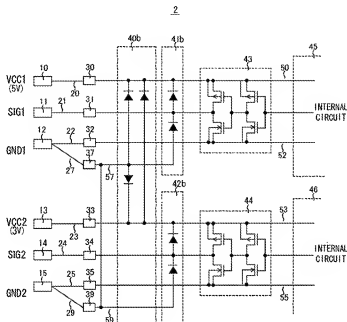 2
40b
41b
10
30
43
50
45
VCC1
(5V)
20
11
21
31
SIG1
INTERNAL
CIRCUIT
12
22
32
GND1
37
27
57
52
42b
46
13
33
44
53
VCC2
(3V)
23
14
34
SIG2
24
INTERNAL
CIRCUIT
15
25
35
GND2
39
29
59
55